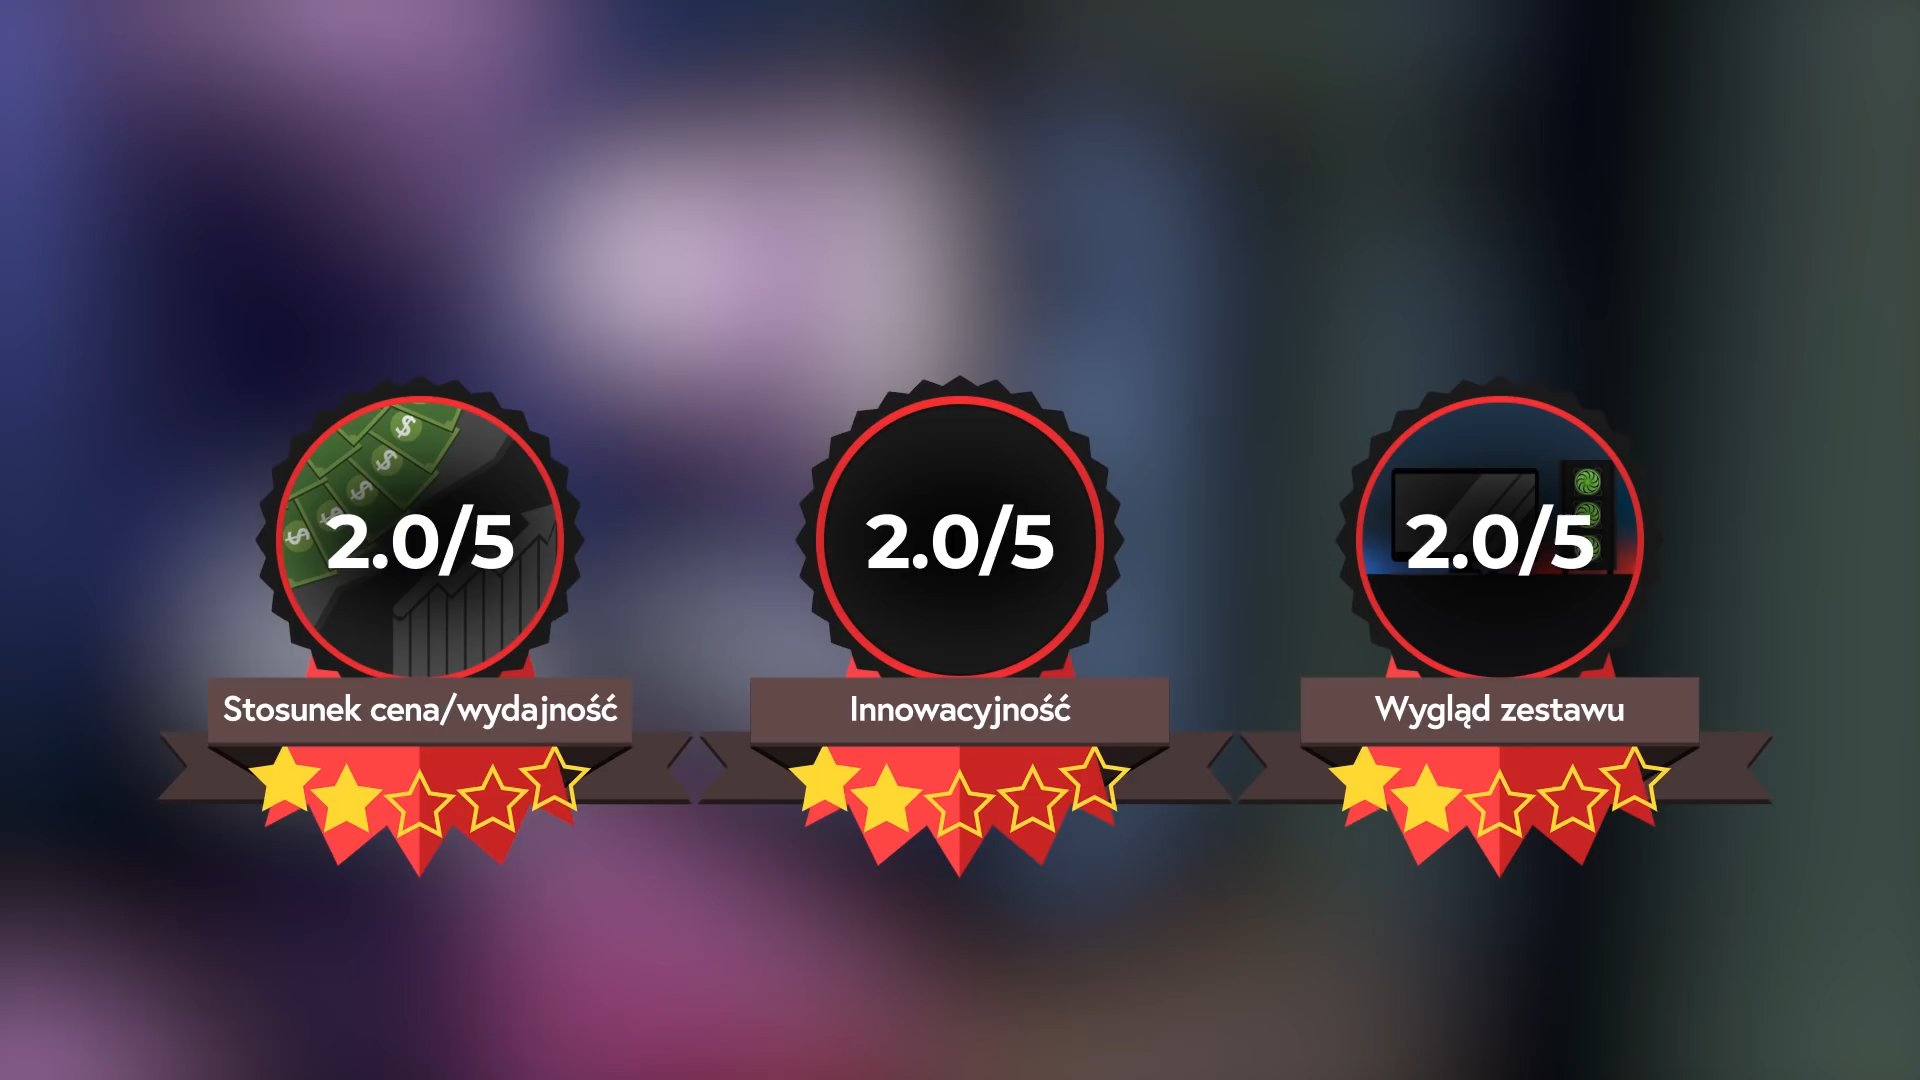 2.0/5
2.0/5
2.0/5
Stosunek cena/wydajność
Innowacyjność
Wygląd zestawu